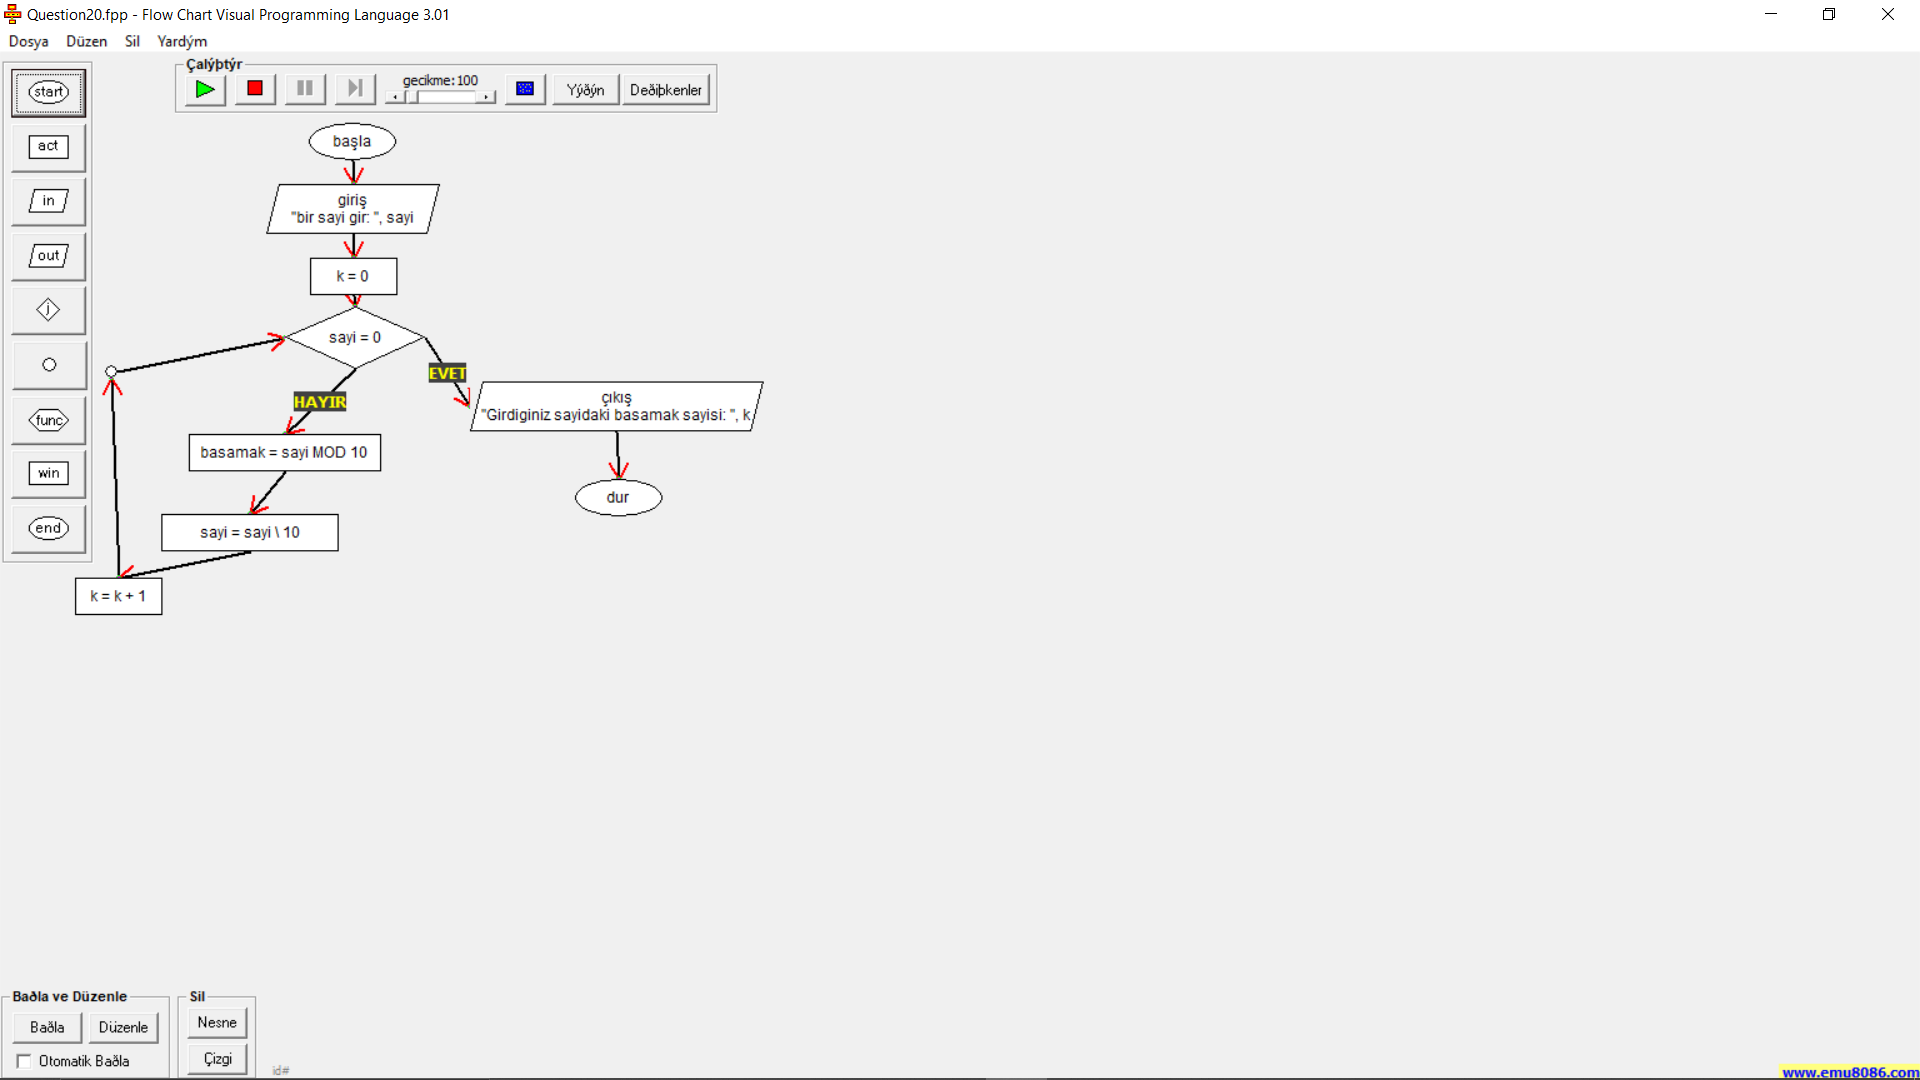 Question20.fpp - Flow Chart Visual Programming Language 3.01
Dosya Düzen Sil Yardým
Çalýþtýr
gecikme:100
Yýðýn
Deðiþkenler
start
act
in
out
j
func
win
end
başla
giriş
"bir sayi gir: ", sayi
k = 0
sayi = 0
EVET
HAYIR
çıkış
"Girdiginiz sayidaki basamak sayisi: ", k
basamak = sayi MOD 10
dur
sayi = sayi \ 10
k = k + 1
Baðla ve Düzenle
Baðla
Düzenle
Otomatik Baðla
Sil
Nesne
Çizgi
id#
www.emu8086.com